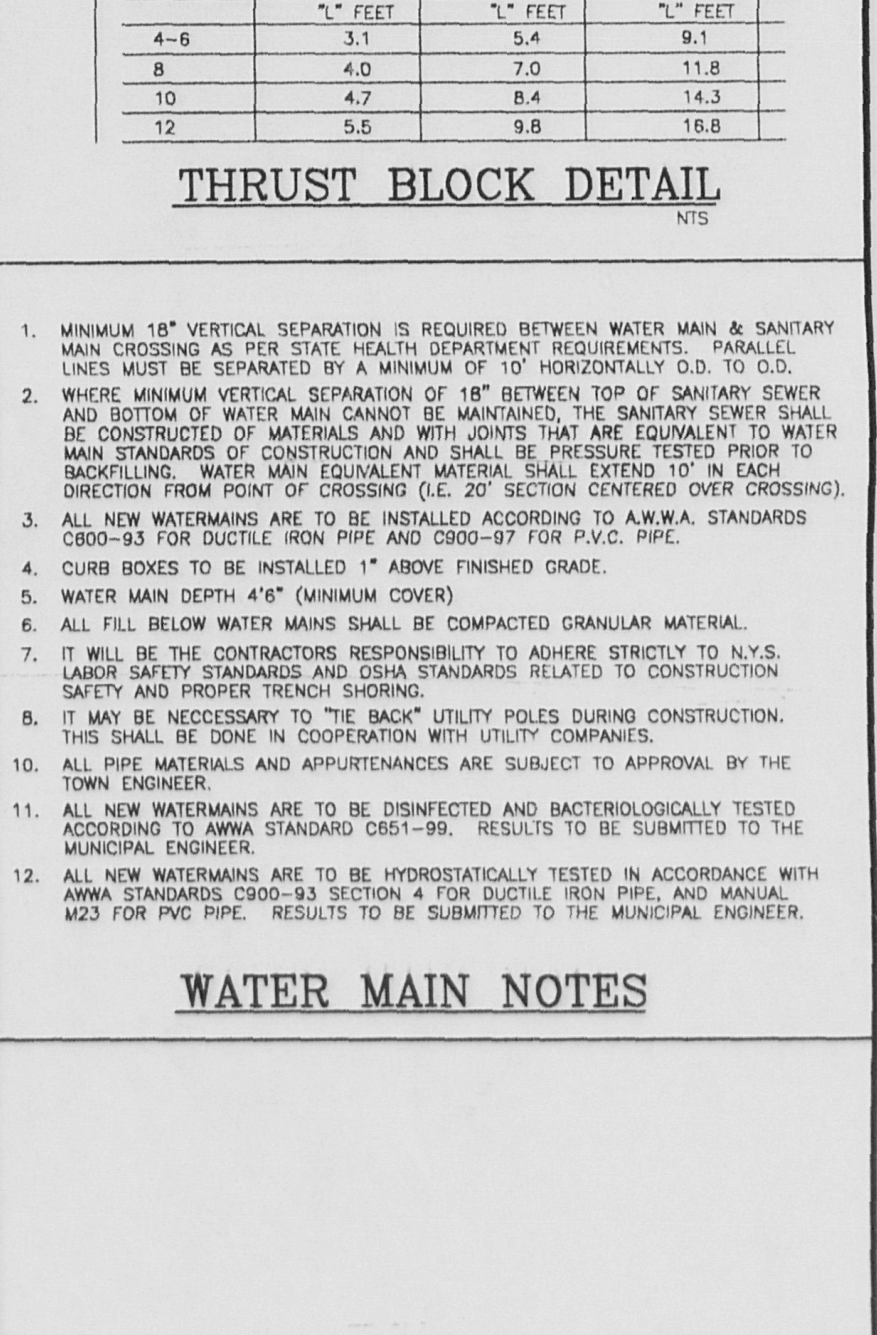 "L" FEET "L" FEET "L" FEET
4-6 3.1 5.4 9.1
8 4.0 7.0 11.8
10 4.7 8.4 14.3
12 5.5 9.8 16.8
THRUST BLOCK DETAIL
NTS
1. MINIMUM 18" VERTICAL SEPARATION IS REQUIRED BETWEEN WATER MAIN & SANITARY
MAIN CROSSING AS PER STATE HEALTH DEPARTMENT REQUIREMENTS. PARALLEL
LINES MUST BE SEPARATED BY A MINIMUM OF 10' HORIZONTALLY O.D. TO O.D.
2. WHERE MINIMUM VERTICAL SEPARATION OF 18" BETWEEN TOP OF SANITARY SEWER
AND BOTTOM OF WATER MAIN CANNOT BE MAINTAINED, THE SANITARY SEWER SHALL
BE CONSTRUCTED OF MATERIALS AND WITH JOINTS THAT ARE EQUIVALENT TO WATER
MAIN STANDARDS OF CONSTRUCTION AND SHALL BE PRESSURE TESTED PRIOR TO
BACKFILLING. WATER MAIN EQUIVALENT MATERIAL SHALL EXTEND 10' IN EACH
DIRECTION FROM POINT OF CROSSING (I.E. 20' SECTION CENTERED OVER CROSSING).
3. ALL NEW WATERMAINS ARE TO BE INSTALLED ACCORDING TO A.W.W.A. STANDARDS
C600-93 FOR DUCTILE IRON PIPE AND C900-97 FOR P.V.C. PIPE.
4. CURB BOXES TO BE INSTALLED 1" ABOVE FINISHED GRADE.
5. WATER MAIN DEPTH 4'6" (MINIMUM COVER)
6. ALL FILL BELOW WATER MAINS SHALL BE COMPACTED GRANULAR MATERIAL.
7. IT WILL BE THE CONTRACTORS RESPONSIBILITY TO ADHERE STRICTLY TO N.Y.S.
LABOR SAFETY STANDARDS AND OSHA STANDARDS RELATED TO CONSTRUCTION
SAFETY AND PROPER TRENCH SHORING.
8. IT MAY BE NECCESSARY TO "TIE BACK" UTILITY POLES DURING CONSTRUCTION.
THIS SHALL BE DONE IN COOPERATION WITH UTILITY COMPANIES.
10. ALL PIPE MATERIALS AND APPURTENANCES ARE SUBJECT TO APPROVAL BY THE
TOWN ENGINEER.
11. ALL NEW WATERMAINS ARE TO BE DISINFECTED AND BACTERIOLOGICALLY TESTED
ACCORDING TO AWWA STANDARD C651-99. RESULTS TO BE SUBMITTED TO THE
MUNICIPAL ENGINEER.
12. ALL NEW WATERMAINS ARE TO BE HYDROSTATICALLY TESTED IN ACCORDANCE WITH
AWWA STANDARDS C900-93 SECTION 4 FOR DUCTILE IRON PIPE, AND MANUAL
M23 FOR PVC PIPE. RESULTS TO BE SUBMITTED TO THE MUNICIPAL ENGINEER.
WATER MAIN NOTES